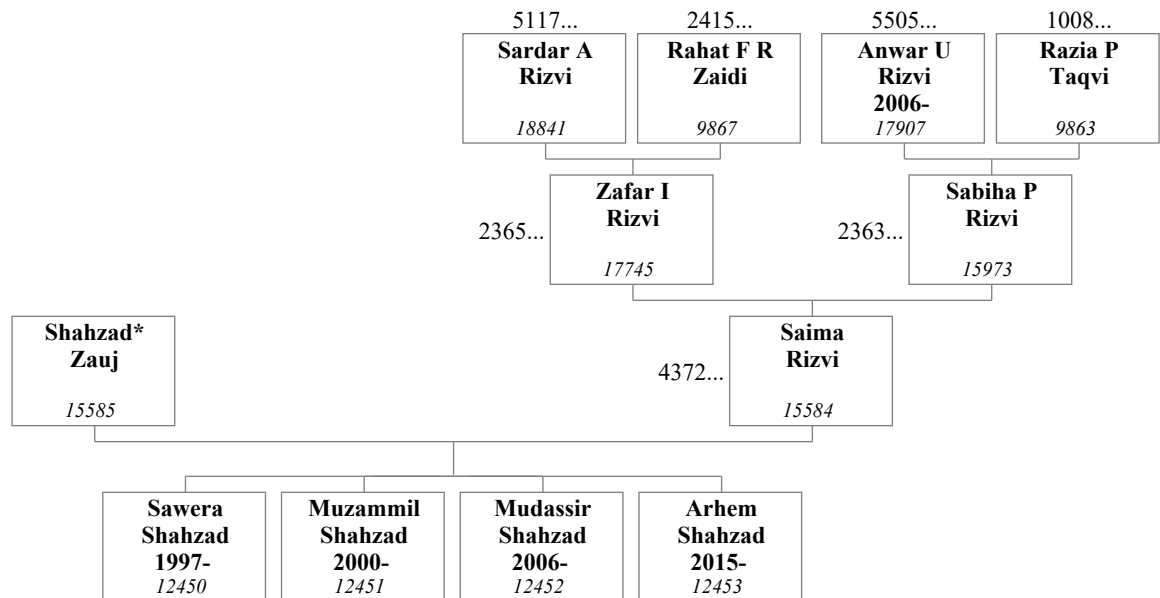 5117...
2415...
5505...
1008...
Sardar A
Rizvi
18841
Rahat F R
Zaidi
9867
Anwar U
Rizvi
2006-
17907
Razia P
Taqvi
9863
2365...
Zafar I
Rizvi
17745
2363...
Sabiha P
Rizvi
15973
Shahzad*
Zauj
15585
4372...
Saima
Rizvi
15584
Sawera
Shahzad
1997-
12450
Muzammil
Shahzad
2000-
12451
Mudassir
Shahzad
2006-
12452
Arhem
Shahzad
2015-
12453